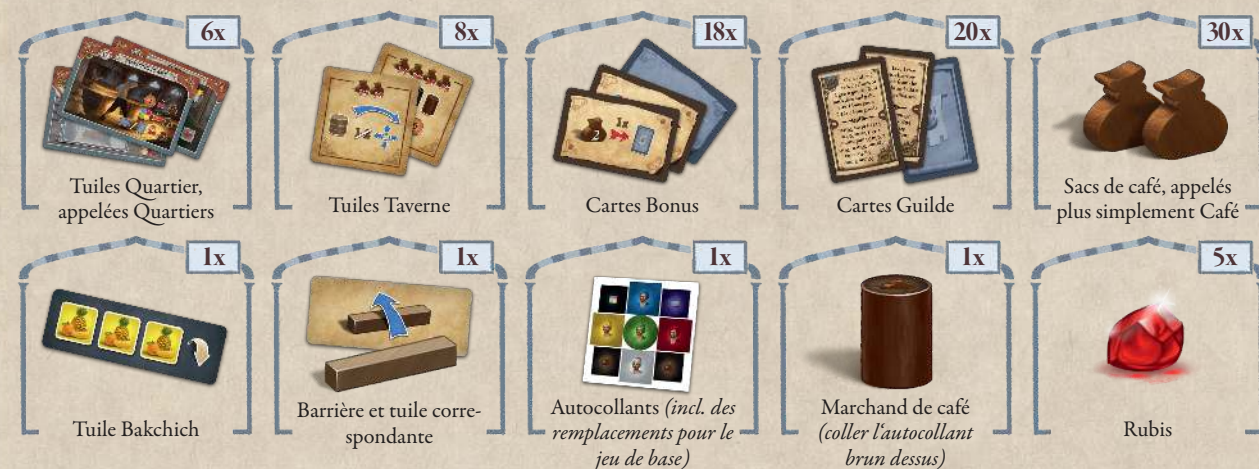 6x
Tuiles Quartier,
appelées Quartiers
8x
Tuiles Taverne
18x
2
1x
Cartes Bonus
20x
Cartes Guilde
30x
Sacs de café, appelés
plus simplement Café
1x
Tuile Bakchich
1x
Barrière et tuile corre-
spondante
1x
Autocollants (incl. des
remplacements pour le
jeu de base)
1x
Marchand de café
(coller l'autocollant
brun dessus)
5x
Rubis